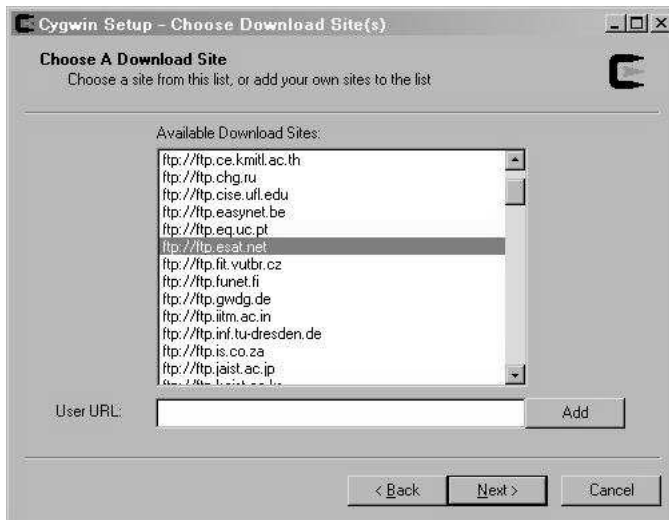 Cygwin Setup - Choose Download Site(s)
Choose A Download Site
Choose a site from this list, or add your own sites to the list
Available Download Sites:
ftp://ftp.ce.kmitl.ac.th
ftp://ftp.chg.ru
ftp://ftp.cise.ufl.edu
ftp://ftp.easynet.be
ftp://ftp.eq.uc.pt
ftp://ftp.esat.net
ftp://ftp.fit.vutbr.cz
ftp://ftp.funet.fi
ftp://ftp.gwdg.de
ftp://ftp.iitm.ac.in
ftp://ftp.inf.tu-dresden.de
ftp://ftp.is.co.za
ftp://ftp.jaist.ac.jp
User URL:
Add
< Back
Next >
Cancel